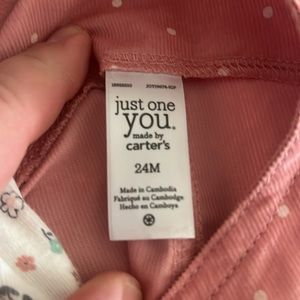 just one
you.
made by
carter's
24M
Made in Cambodia
Fabriqué au Cambodge
Hecho en Camboya